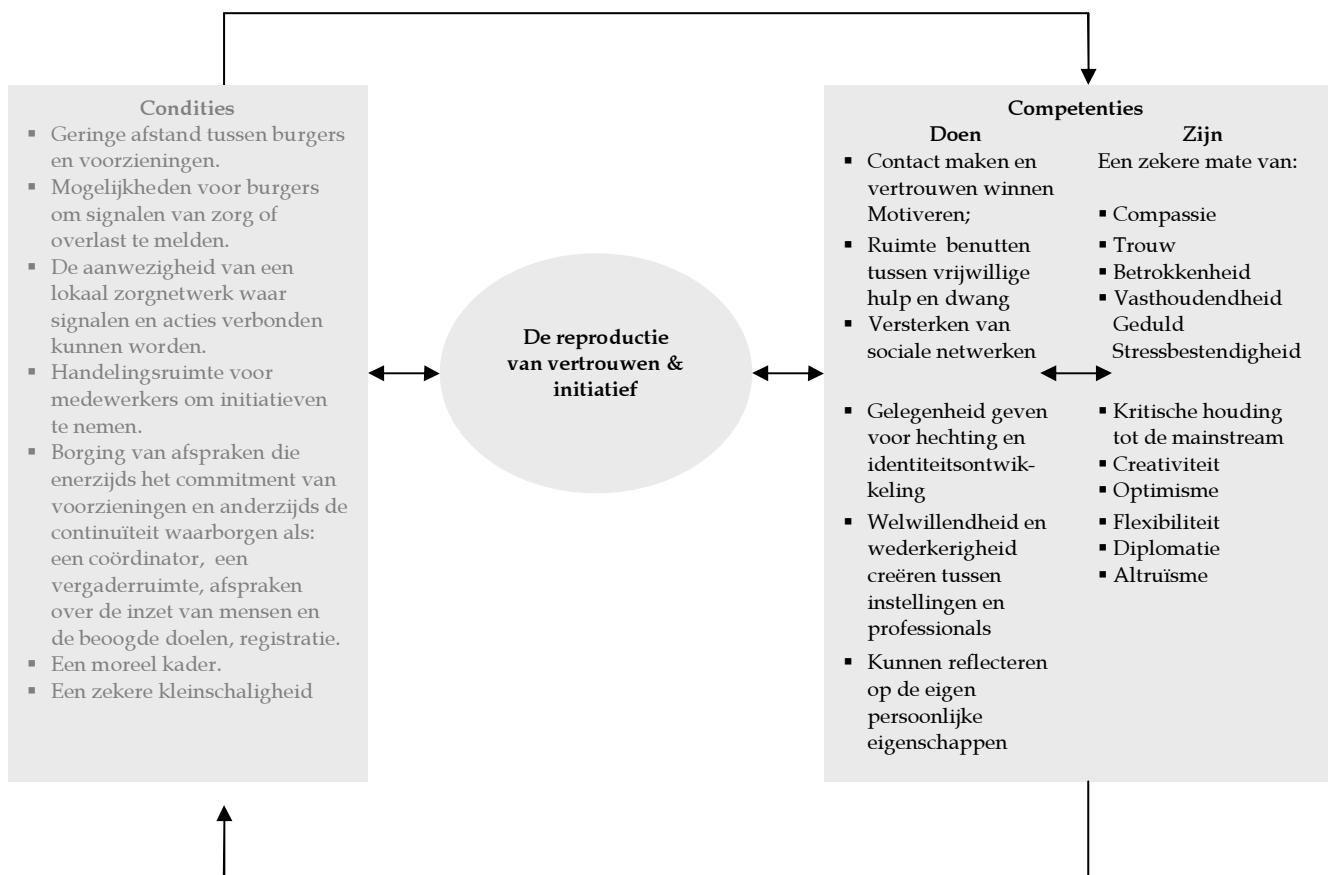 Condities
▪ Geringe afstand tussen burgers
en voorzieningen.
▪ Mogelijkheden voor burgers
om signalen van zorg of
overlast te melden.
▪ De aanwezigheid van een
lokaal zorgnetwerk waar
signalen en acties verbonden
kunnen worden.
▪ Handelingsruimte voor
medewerkers om initiatieven
te nemen.
▪ Borging van afspraken die
enerzijds het commitment van
voorzieningen en anderzijds de
continuïteit waarborgen als:
een coördinator, een
vergaderruimte, afspraken
over de inzet van mensen en
de beoogde doelen, registratie.
▪ Een moreel kader.
▪ Een zekere kleinschaligheid
De reproductie
van vertrouwen &
initiatief
Competenties
Doen
▪ Contact maken en
vertrouwen winnen
Motiveren;
▪ Ruimte benutten
tussen vrijwillige
hulp en dwang
▪ Versterken van
sociale netwerken
▪ Gelegenheid geven
voor hechting en
identiteitsontwik-
keling
▪ Welwillendheid en
wederkerigheid
creëren tussen
instellingen en
professionals
▪ Kunnen reflecteren
op de eigen
persoonlijke
eigenschappen
Zijn
Een zekere mate van:
▪ Compassie
▪ Trouw
▪ Betrokkenheid
▪ Vasthoudendheid
Geduld
Stressbestendigheid
▪ Kritische houding
tot de mainstream
▪ Creativiteit
▪ Optimisme
▪ Flexibiliteit
▪ Diplomatie
▪ Altruïsme